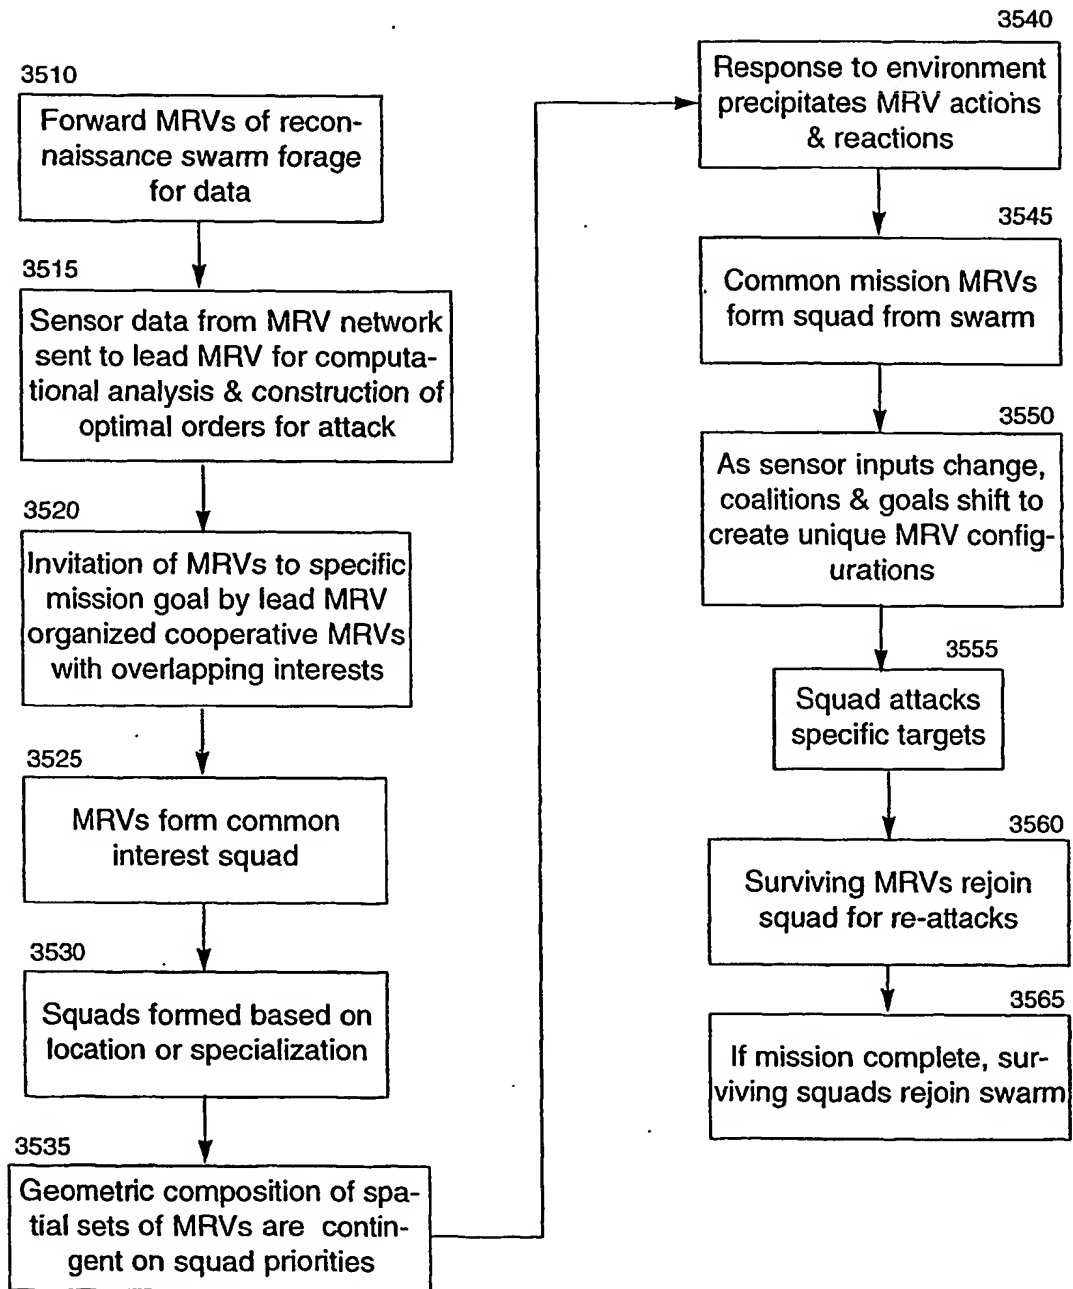 3510
Forward MRVs of recon-
naissance swarm forage
for data
3515
Sensor data from MRV network
sent to lead MRV for computa-
tional analysis & construction of
optimal orders for attack
3520
Invitation of MRVs to specific
mission goal by lead MRV
organized cooperative MRVs
with overlapping interests
3525
MRVs form common
interest squad
3530
Squads formed based on
location or specialization
3535
Geometric composition of spa-
tial sets of MRVs are contin-
gent on squad priorities
3540
Response to environment
precipitates MRV actions
& reactions
3545
Common mission MRVs
form squad from swarm
3550
As sensor inputs change,
coalitions & goals shift to
create unique MRV config-
urations
3555
Squad attacks
specific targets
3560
Surviving MRVs rejoin
squad for re-attacks
3565
If mission complete, sur-
viving squads rejoin swarm